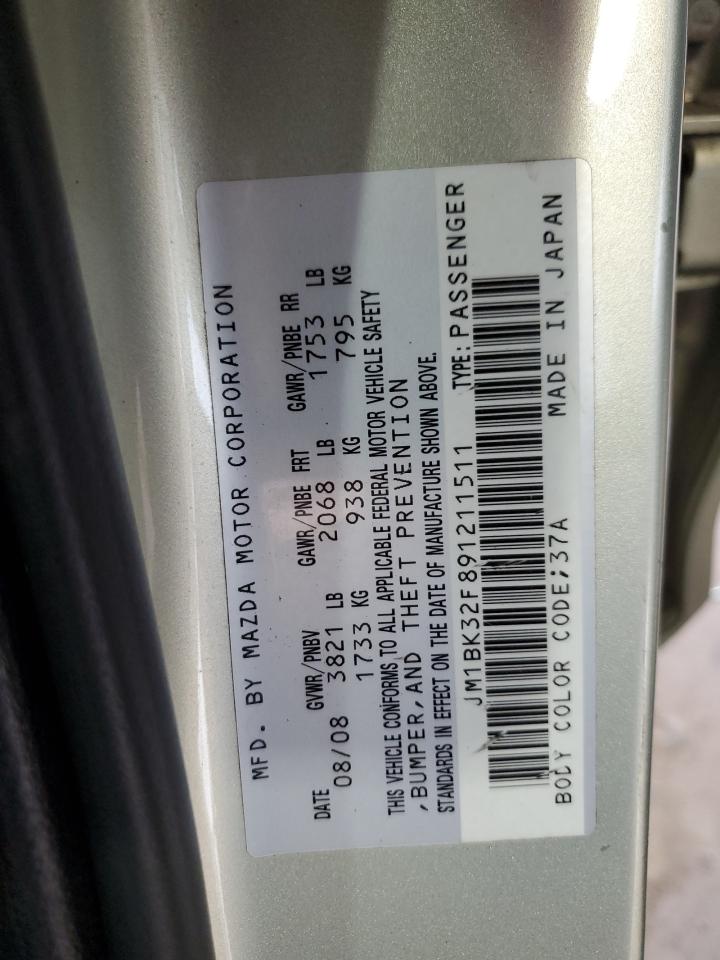 MFD. BY MAZDA MOTOR CORPORATION
DATE GVWR/PNBV GAWR/PNBE FRT GAWR/PNBE RR
08/08 3821 LB 2068 LB 1753 LB
1733 KG 938 KG 795 KG
THIS VEHICLE CONFORMS TO ALL APPLICABLE FEDERAL MOTOR VEHICLE SAFETY
,BUMPER,AND THEFT PREVENTION
STANDARDS IN EFFECT ON THE DATE OF MANUFACTURE SHOWN ABOVE.
JM1BK32F891211511 TYPE:PASSENGER
BODY COLOR CODE;37A MADE IN JAPAN